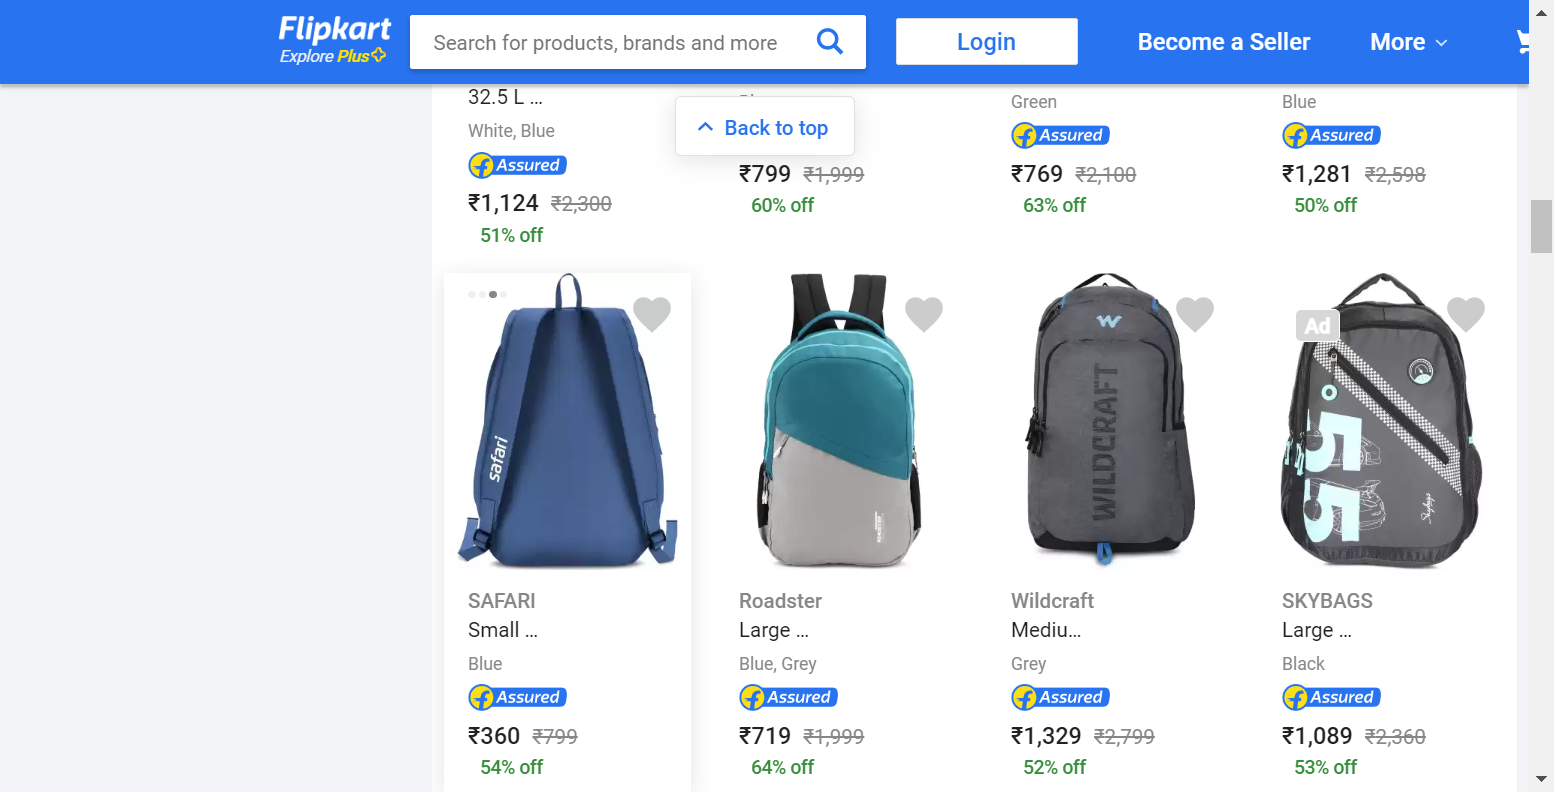 Flipkart
Explore Plus
Search for products, brands and more
Login
Become a Seller
More
Back to top
32.5 L ...
White, Blue
Assured
₹1,124 ₹2,300
51% off
₹799 ₹1,999
60% off
Green
Assured
₹769 ₹2,100
63% off
Blue
Assured
₹1,281 ₹2,598
50% off
safari
SAFARI
Small ...
Blue
Assured
₹360 ₹799
54% off
ROADSTER
Roadster
Large ...
Blue, Grey
Assured
₹719 ₹1,999
64% off
WILDCRAFT
Wildcraft
Mediu...
Grey
Assured
₹1,329 ₹2,799
52% off
Ad
55
Skybags
SKYBAGS
Large ...
Black
Assured
₹1,089 ₹2,360
53% off